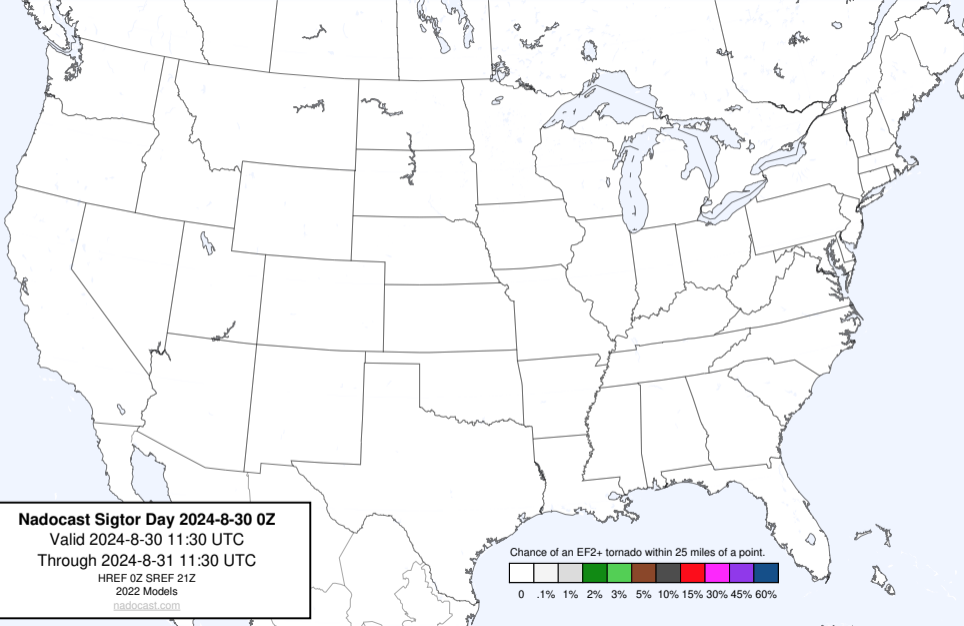 Nadocast Sigtor Day 2024-8-30 0Z
Valid 2024-8-30 11:30 UTC
Through 2024-8-31 11:30 UTC
HREF 0Z SREF 21Z
2022 Models
nadocast.com
Chance of an EF2+ tornado within 25 miles of a point.
0 .1% 1% 2% 3% 5% 10% 15% 30% 45% 60%